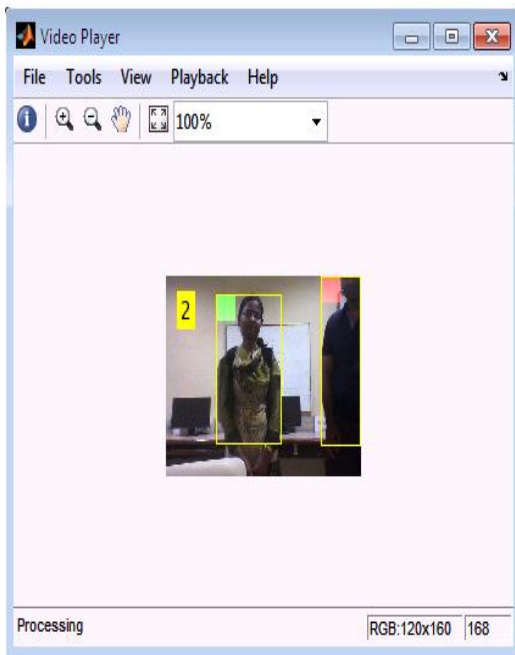 Video Player
File Tools View Playback Help
100%
2
Processing
RGB:120x160 168